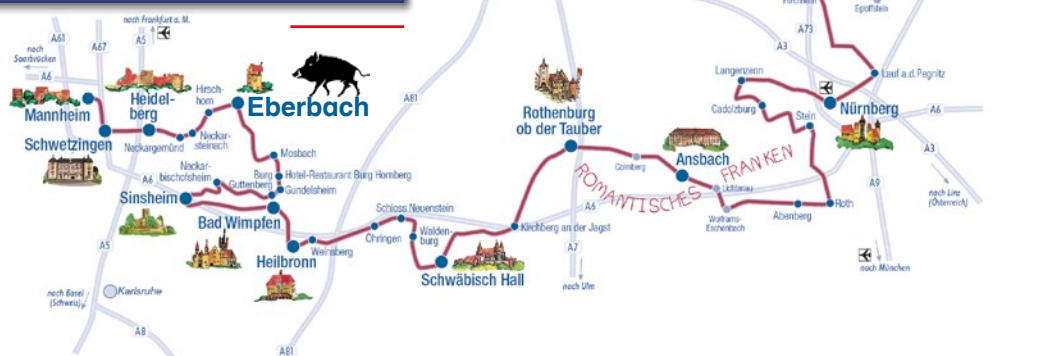 nach Frankfurt a. M.
A61
A67
A5
nach
Saarbrücken
A6
Mannheim
Heidel-
berg
Hirsch-
horn
Eberbach
Schwetzingen
Neckargemünd
Neckar-
steinach
Mosbach
Neckar-
bischofsheim
Burg
Hotel-Restaurant Burg Hornberg
Guttenberg
Gundelsheim
A6
Sinsheim
Bad Wimpfen
Heilbronn
Weinsberg
A5
nach Basel
(Schweiz)
Karlsruhe
A8
A81
A81
Schloss Neuenstein
Öhringen
Walden-
burg
Schwäbisch Hall
Kirchberg an der Jagst
Rothenburg
ob der Tauber
Colmberg
Ansbach
ROMANTISCHES FRANKEN
Lichtenau
Wolframs-
Eschenbach
A6
A7
nach Ulm
Abenberg
Roth
Langenzenn
Cadolzburg
Stein
Nürnberg
Lauf a.d.Pegnitz
Forchheim
Egloffstein
A73
A3
A6
A3
A9
nach Linz
(Österreich)
nach München